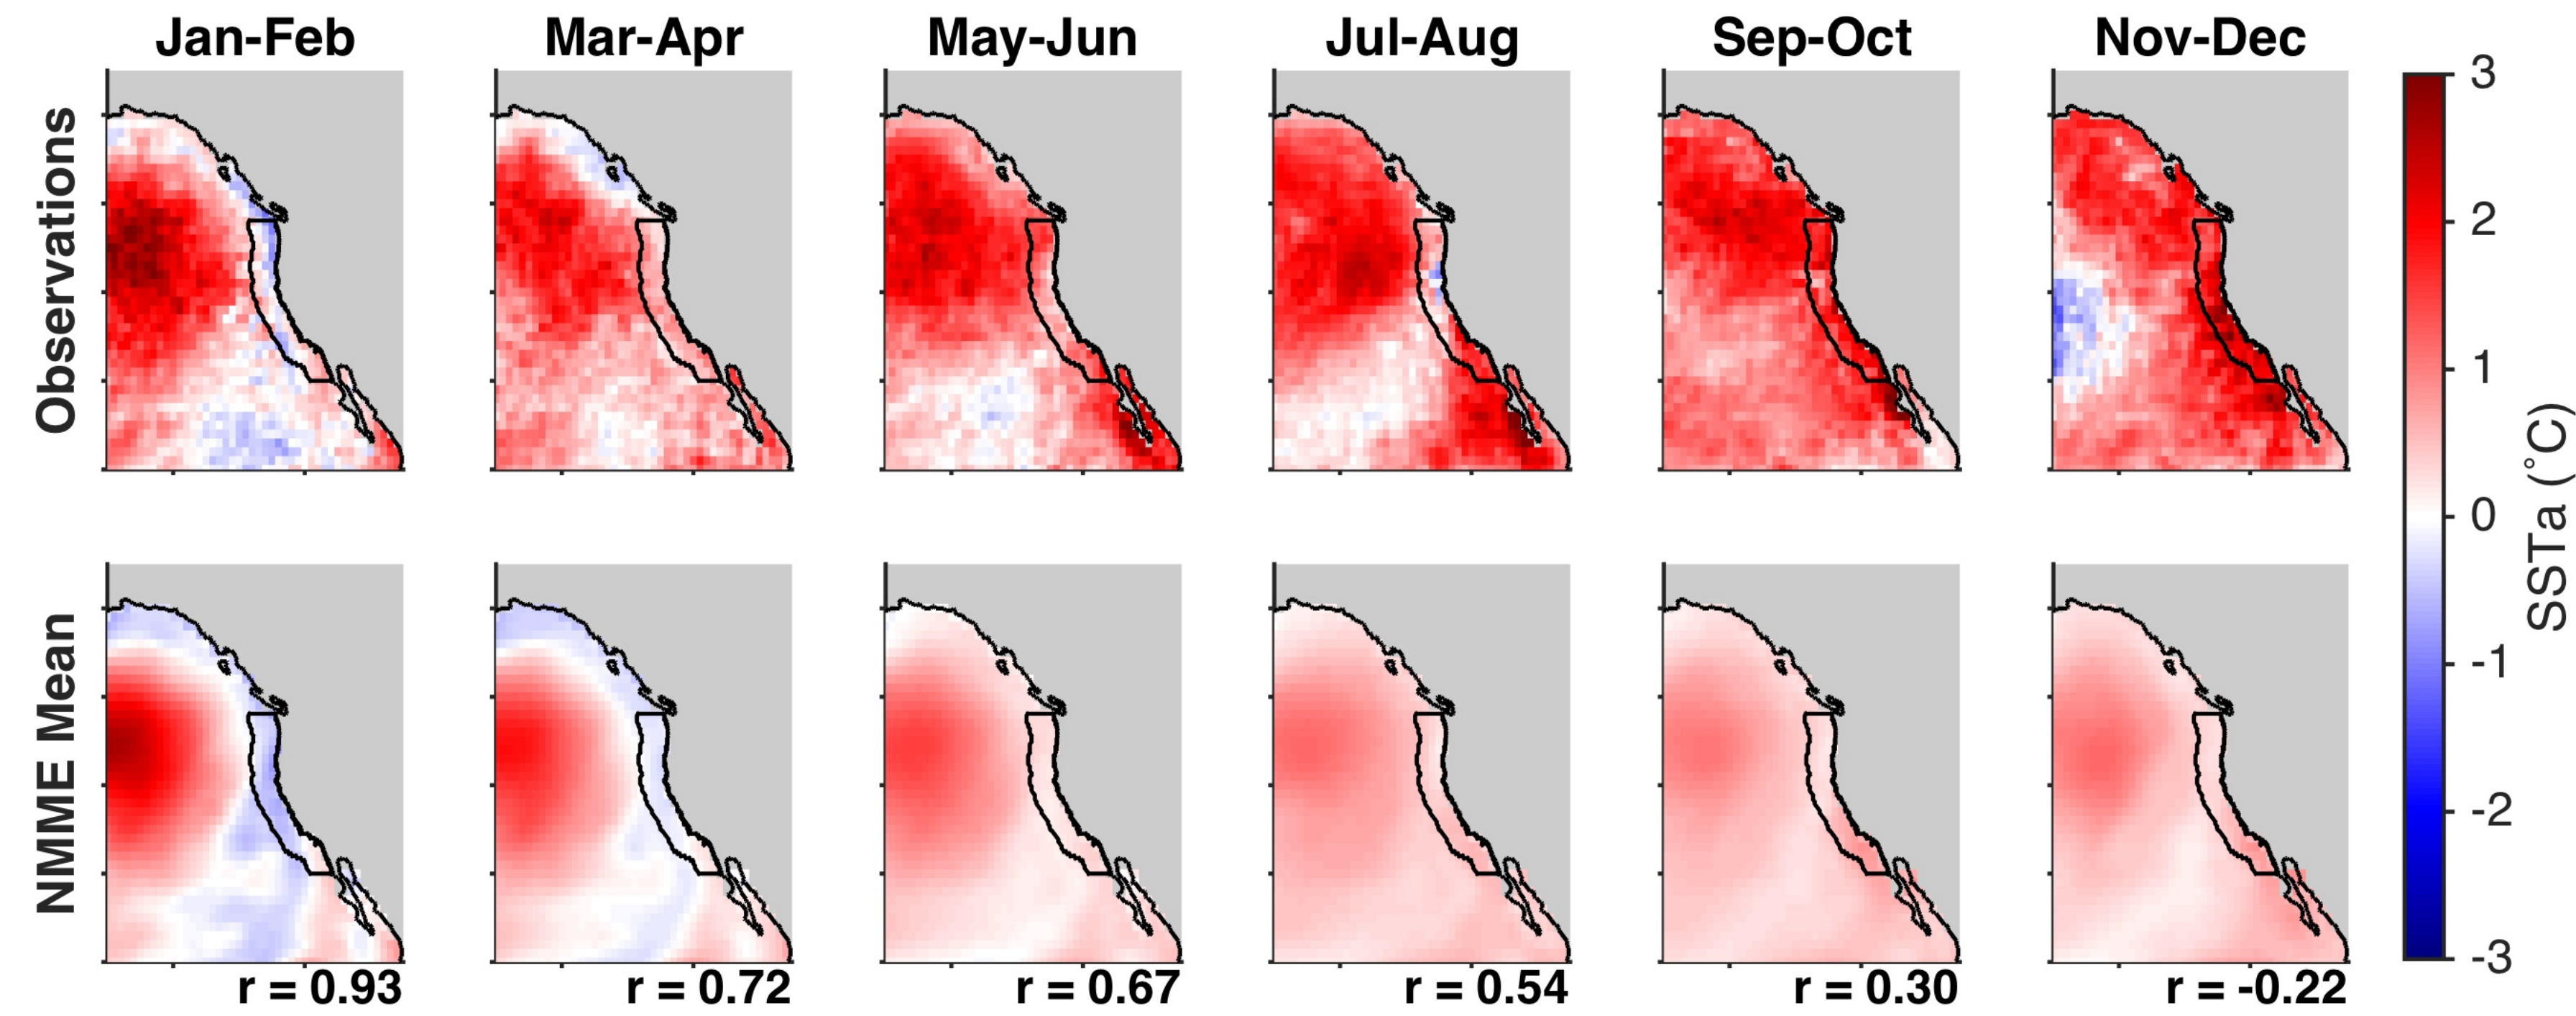 Jan-Feb
Mar-Apr
May-Jun
Jul-Aug
Sep-Oct
Nov-Dec
Observations
NMME Mean
r = 0.93
r = 0.72
r = 0.67
r = 0.54
r = 0.30
r = -0.22
3
2
1
0
-1
-2
-3
SSTa (°C)